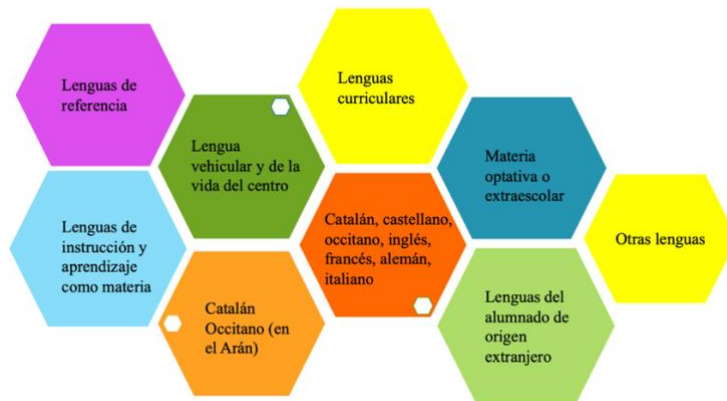 Lenguas de
referencia
Lengua
vehicular y de la
vida del centro
Lenguas
curriculares
Materia
optativa o
extraescolar
Lenguas de
instrucción y
aprendizaje
como materia
Catalán
Occitano (en
el Arán)
Catalán, castellano,
occitano, inglés,
francés, alemán,
italiano
Lenguas del
alumnado de
origen
extranjero
Otras lenguas